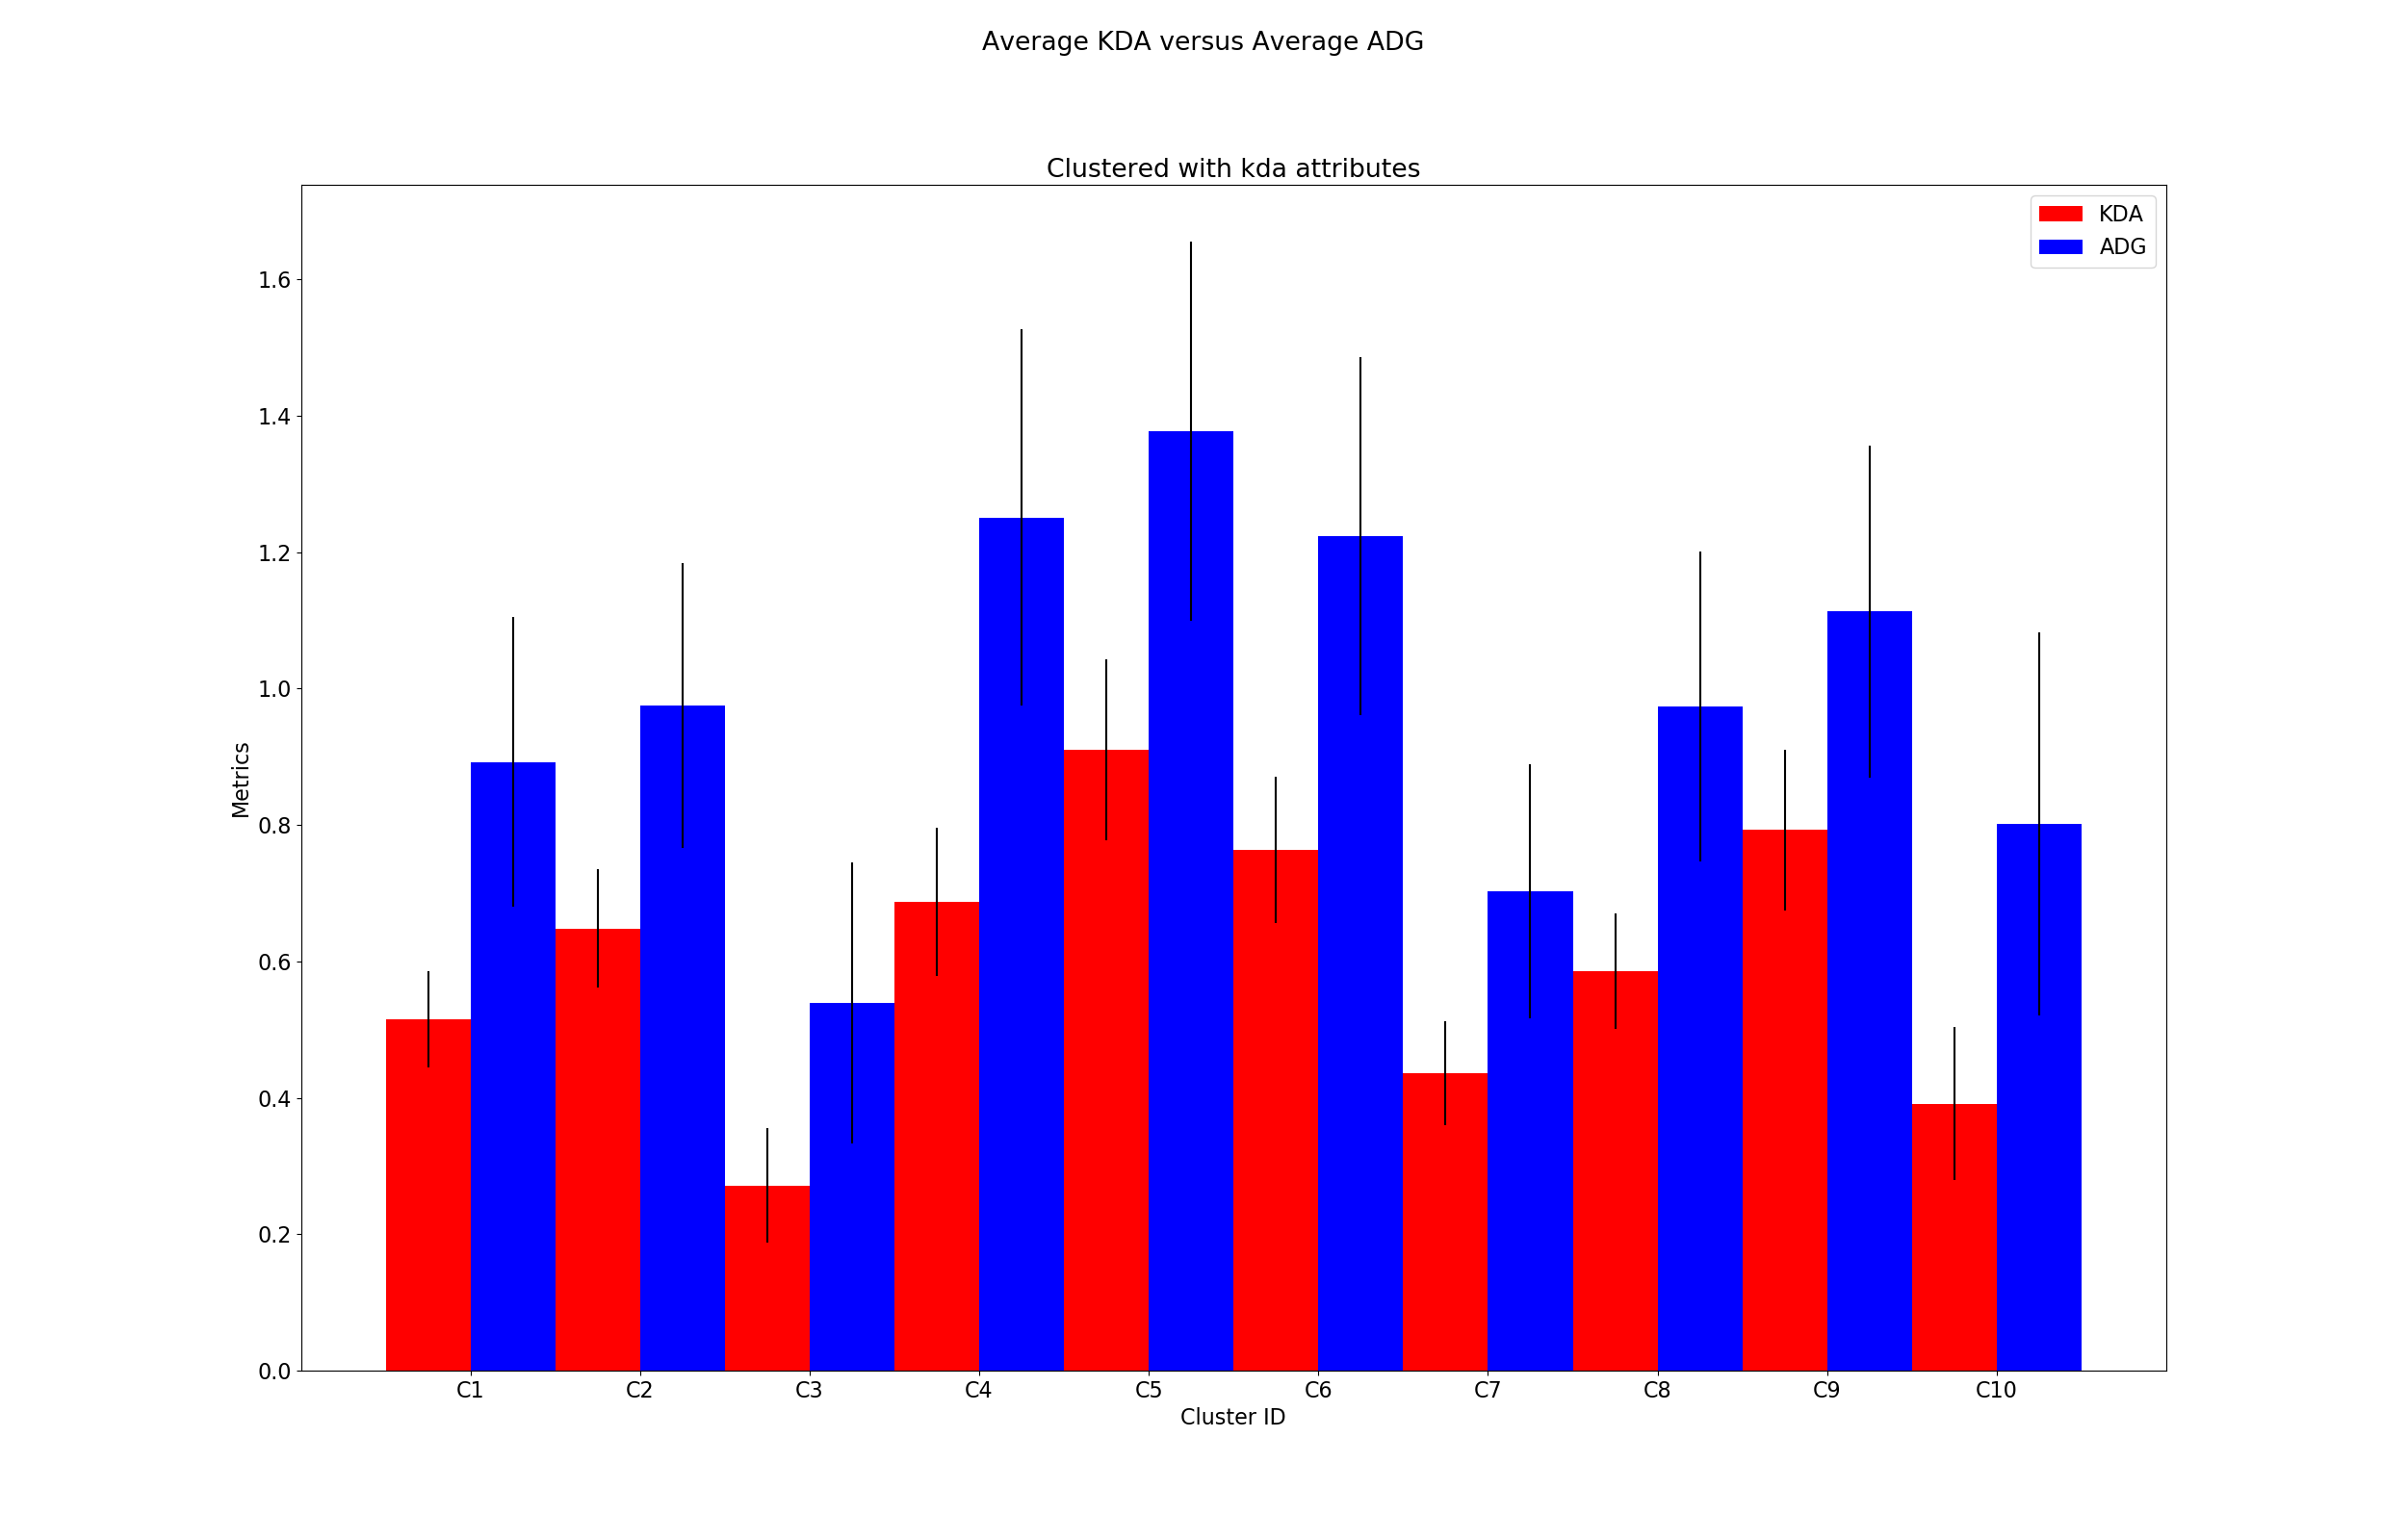 Average KDA versus Average ADG
Clustered with kda attributes
KDA
ADG
1.6
1.4
1.2
1.0
0.8
0.6
0.4
0.2
0.0
Metrics
C1 C2 C3 C4 C5 C6 C7 C8 C9 C10
Cluster ID